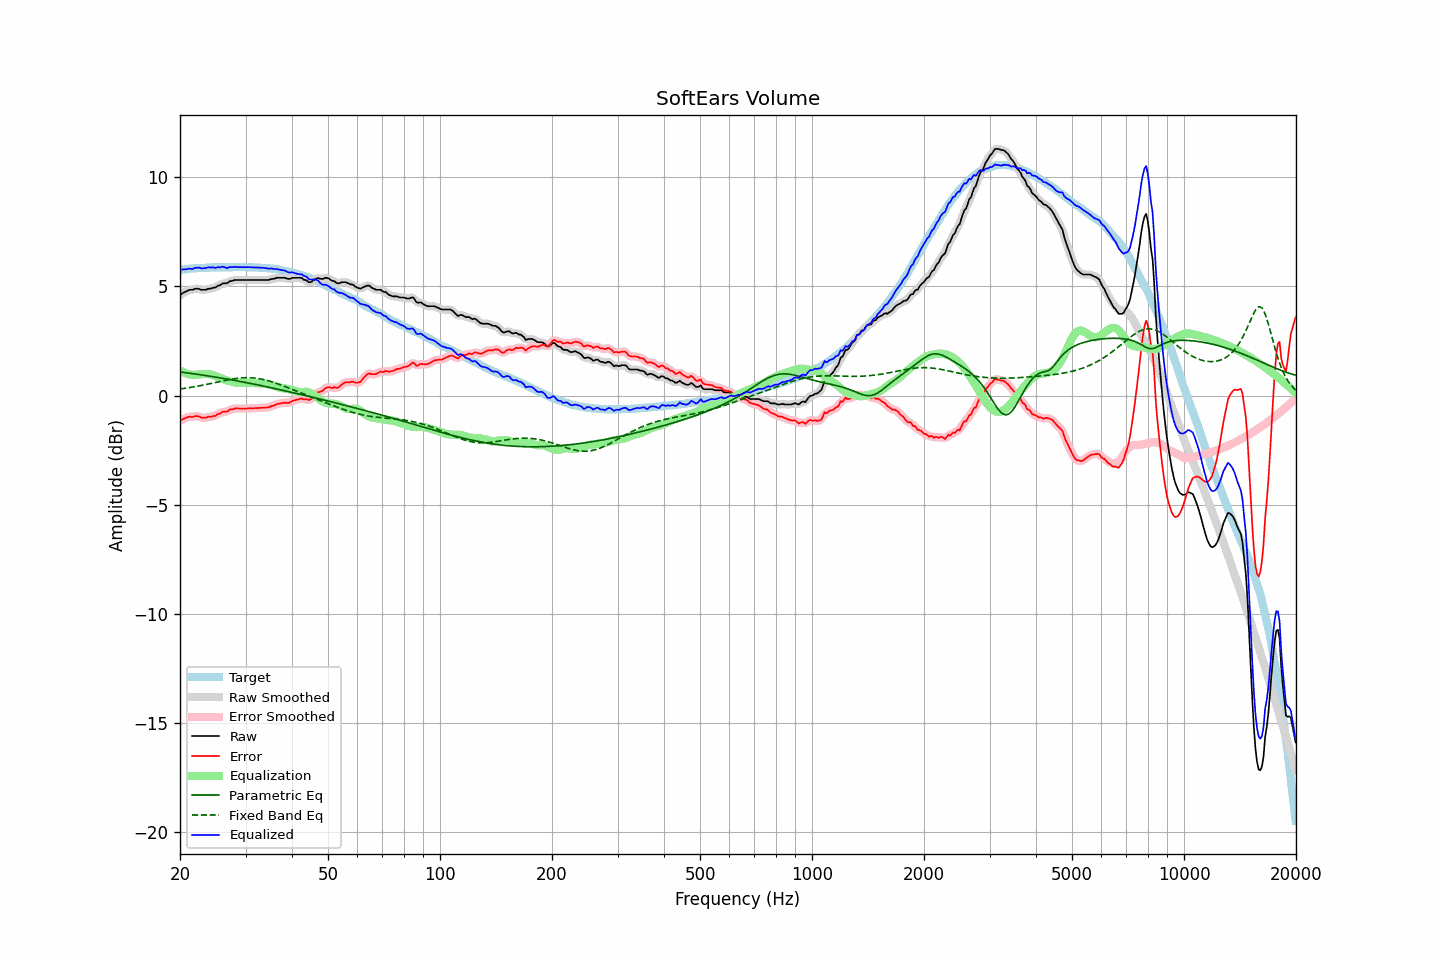 SoftEars Volume
Amplitude (dBr)
10
5
0
−5
−10
−15
−20
Target
Raw Smoothed
Error Smoothed
Raw
Error
Equalization
Parametric Eq
Fixed Band Eq
Equalized
20 50 100 200 500 1000 2000 5000 10000 20000
Frequency (Hz)